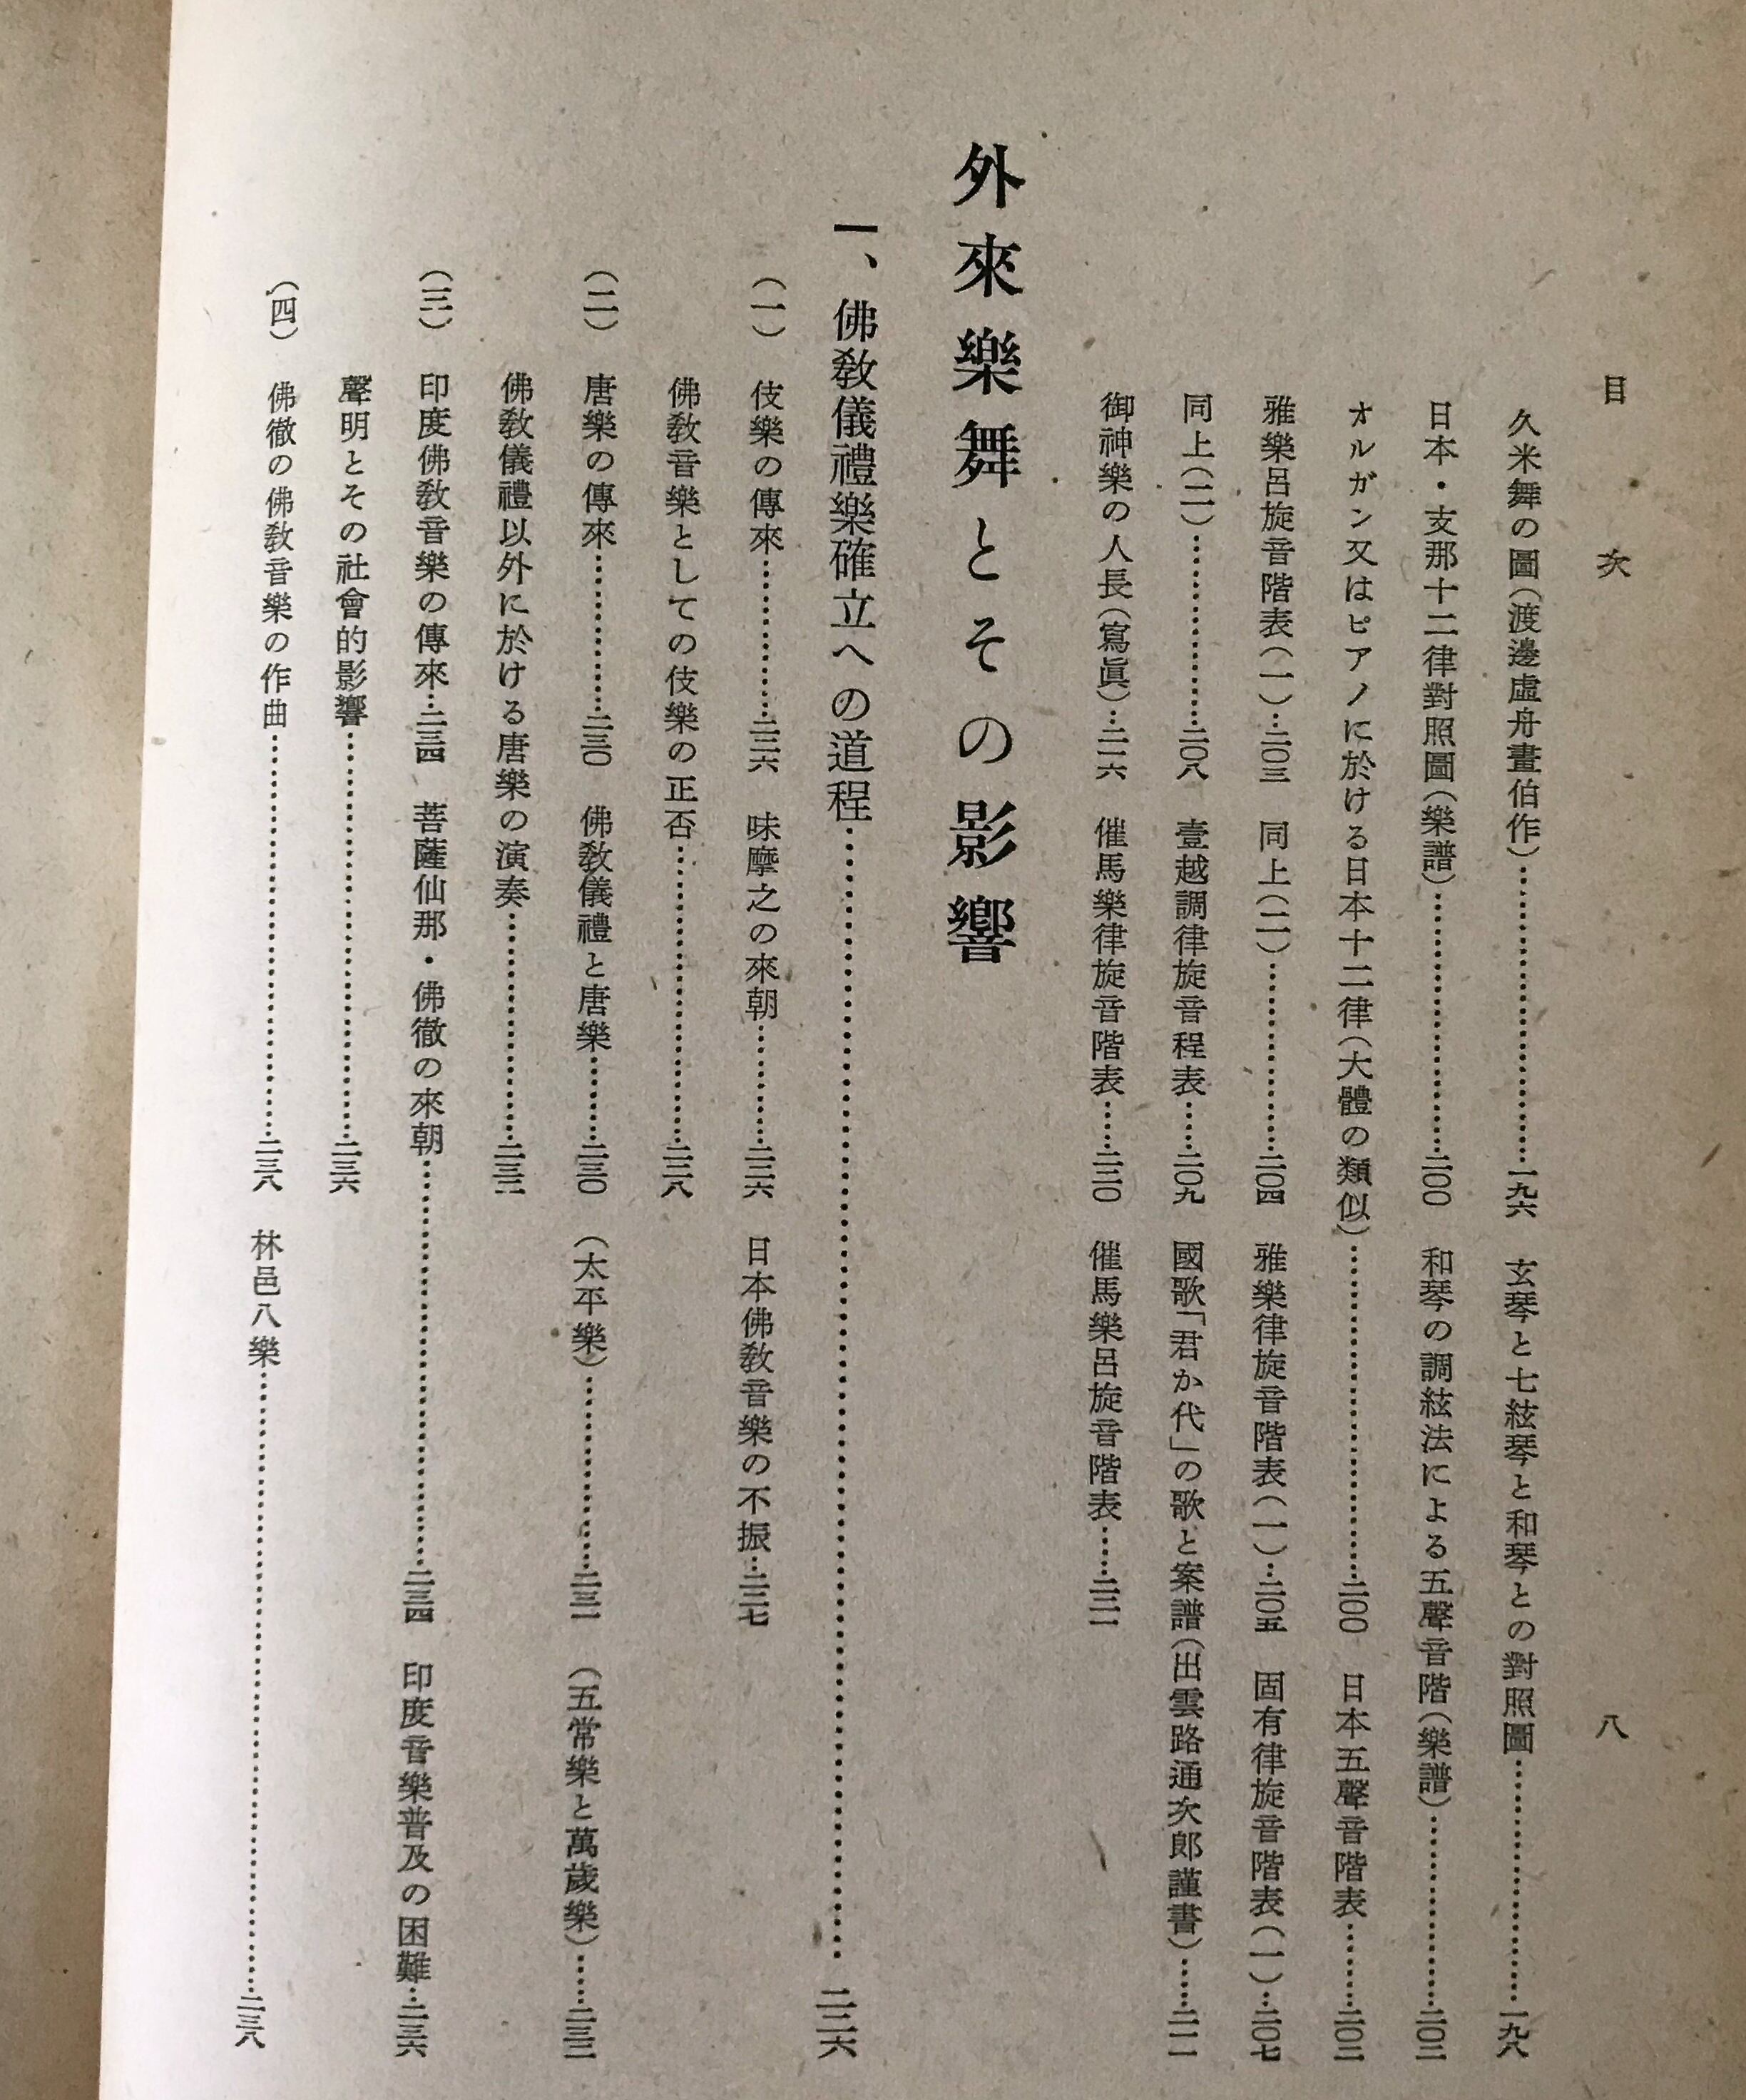 目次　八
久米舞の圖(渡邊虛舟畫伯作)……一九六　玄琴と七絃琴と和琴との對照圖……一九八
日本・支那十二律對照圖(樂譜)……二〇〇　和琴の調絃法による五聲音階(樂譜)……二〇二
オルガン又はピアノに於ける日本十二律(大體の類似)……二〇〇　日本五聲音階表……二〇二
雅樂呂旋音階表(一)…二〇三　同上(二)……二〇四　雅樂律旋音階表(一)…二〇五　固有律旋音階表(一)…二〇七
同上(二)……二〇八　壹越調律旋音程表……二〇九　國歌「君か代」の歌と案譜(出雲路通次郎謹書)……二一一
御神樂の人長(寫眞)…二一六　催馬樂律旋音階表……二二〇　催馬樂呂旋音階表……二二一
外來樂舞とその影響
一、佛教儀禮樂確立への道程……二二六
(一)　伎樂の傳來……二二六　味摩之の來朝……二二六　日本佛教音樂の不振…二二七
佛教音樂としての伎樂の正否……二二八
(二)　唐樂の傳來……二三〇　佛教儀禮と唐樂……二三〇　(太平樂)……二三一　(五常樂と萬歲樂)……二三二
佛教儀禮以外に於ける唐樂の演奏……二三三
(三)　印度佛教音樂の傳來…二三四　菩薩仙那・佛徹の來朝……二三四　印度音樂普及の困難…二三六
聲明とその社會的影響……二三六
(四)　佛徹の佛教音樂の作曲……二三八　林邑八樂……二三八